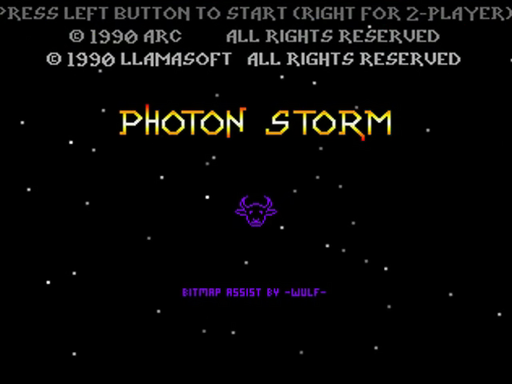 PRESS LEFT BUTTON TO START (RIGHT FOR 2-PLAYER)
© 1990 ARC ALL RIGHTS RESERVED
© 1990 LLAMASOFT ALL RIGHTS RESERVED
PHOTON STORM
BITMAP ASSIST BY -WULF-